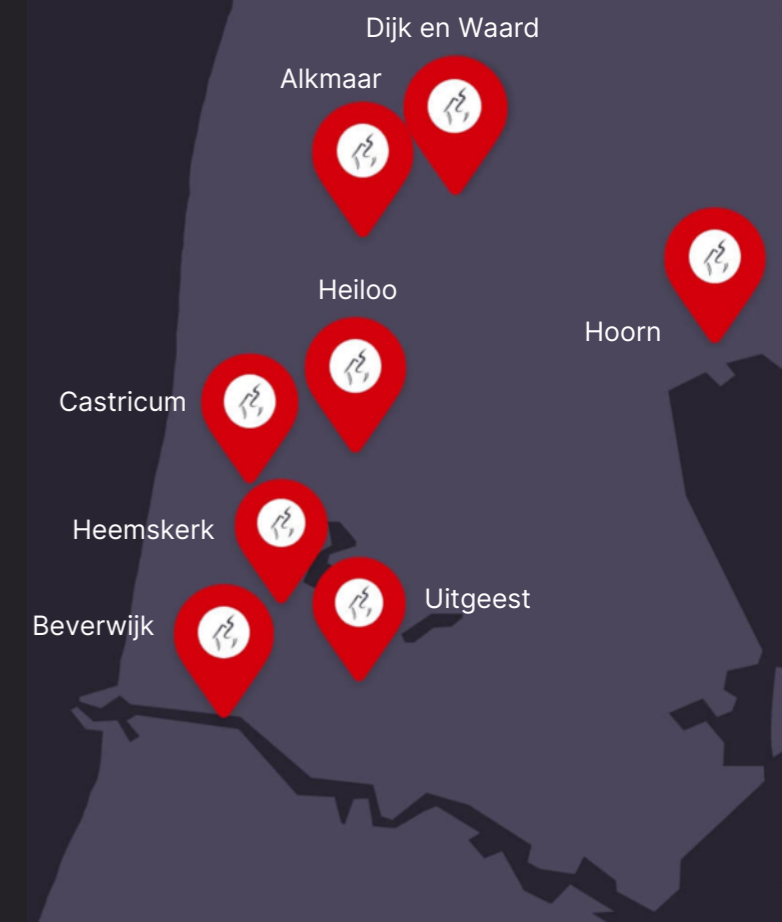 Dijk en Waard
Alkmaar
Heiloo
Hoorn
Castricum
Heemskerk
Uitgeest
Beverwijk